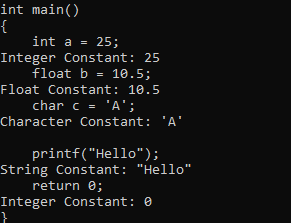 int main()
{
    int a = 25;
Integer Constant: 25
    float b = 10.5;
Float Constant: 10.5
    char c = 'A';
Character Constant: 'A'

    printf("Hello");
String Constant: "Hello"
    return 0;
Integer Constant: 0
}